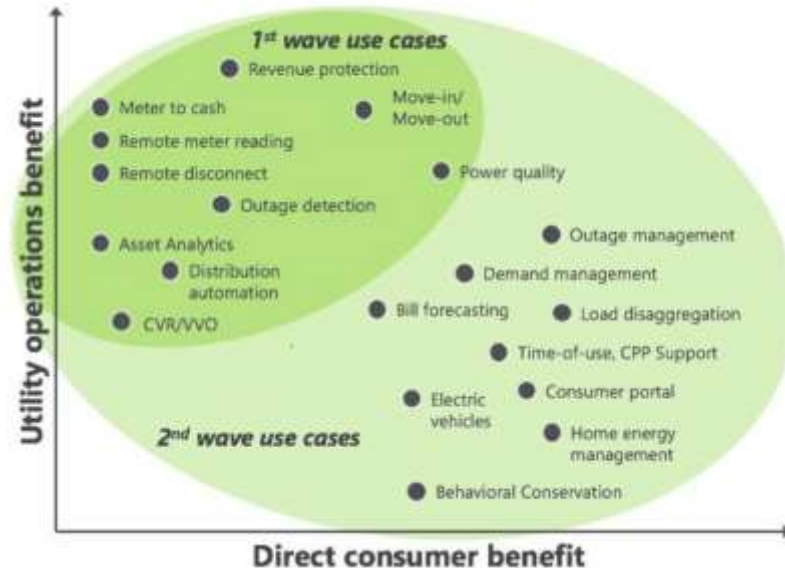 1st wave use cases
Revenue protection
Meter to cash
Move-in/
Move-out
Remote meter reading
Remote disconnect
Power quality
Outage detection
Outage management
Asset Analytics
Distribution
automation
Demand management
Bill forecasting
Load disaggregation
CVR/VVO
Time-of-use, CPP Support
Consumer portal
Electric
vehicles
2nd wave use cases
Home energy
management
Behavioral Conservation
Utility operations benefit
Direct consumer benefit